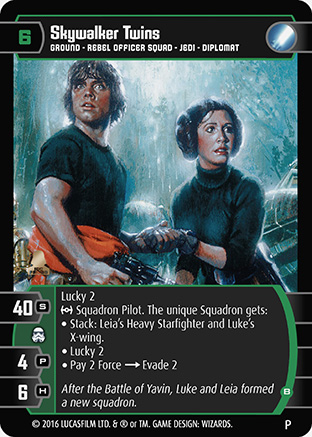 6
Skywalker Twins
GROUND - REBEL OFFICER SQUAD - JEDI - DIPLOMAT
40 S
4 P
6 H
Lucky 2
Squadron Pilot. The unique Squadron gets:
• Stack: Leia's Heavy Starfighter and Luke's
X-wing.
• Lucky 2
• Pay 2 Force → Evade 2
After the Battle of Yavin, Luke and Leia formed
a new squadron.
B
© 2016 LUCASFILM LTD. & ® or TM. GAME DESIGN: WIZARDS.
P